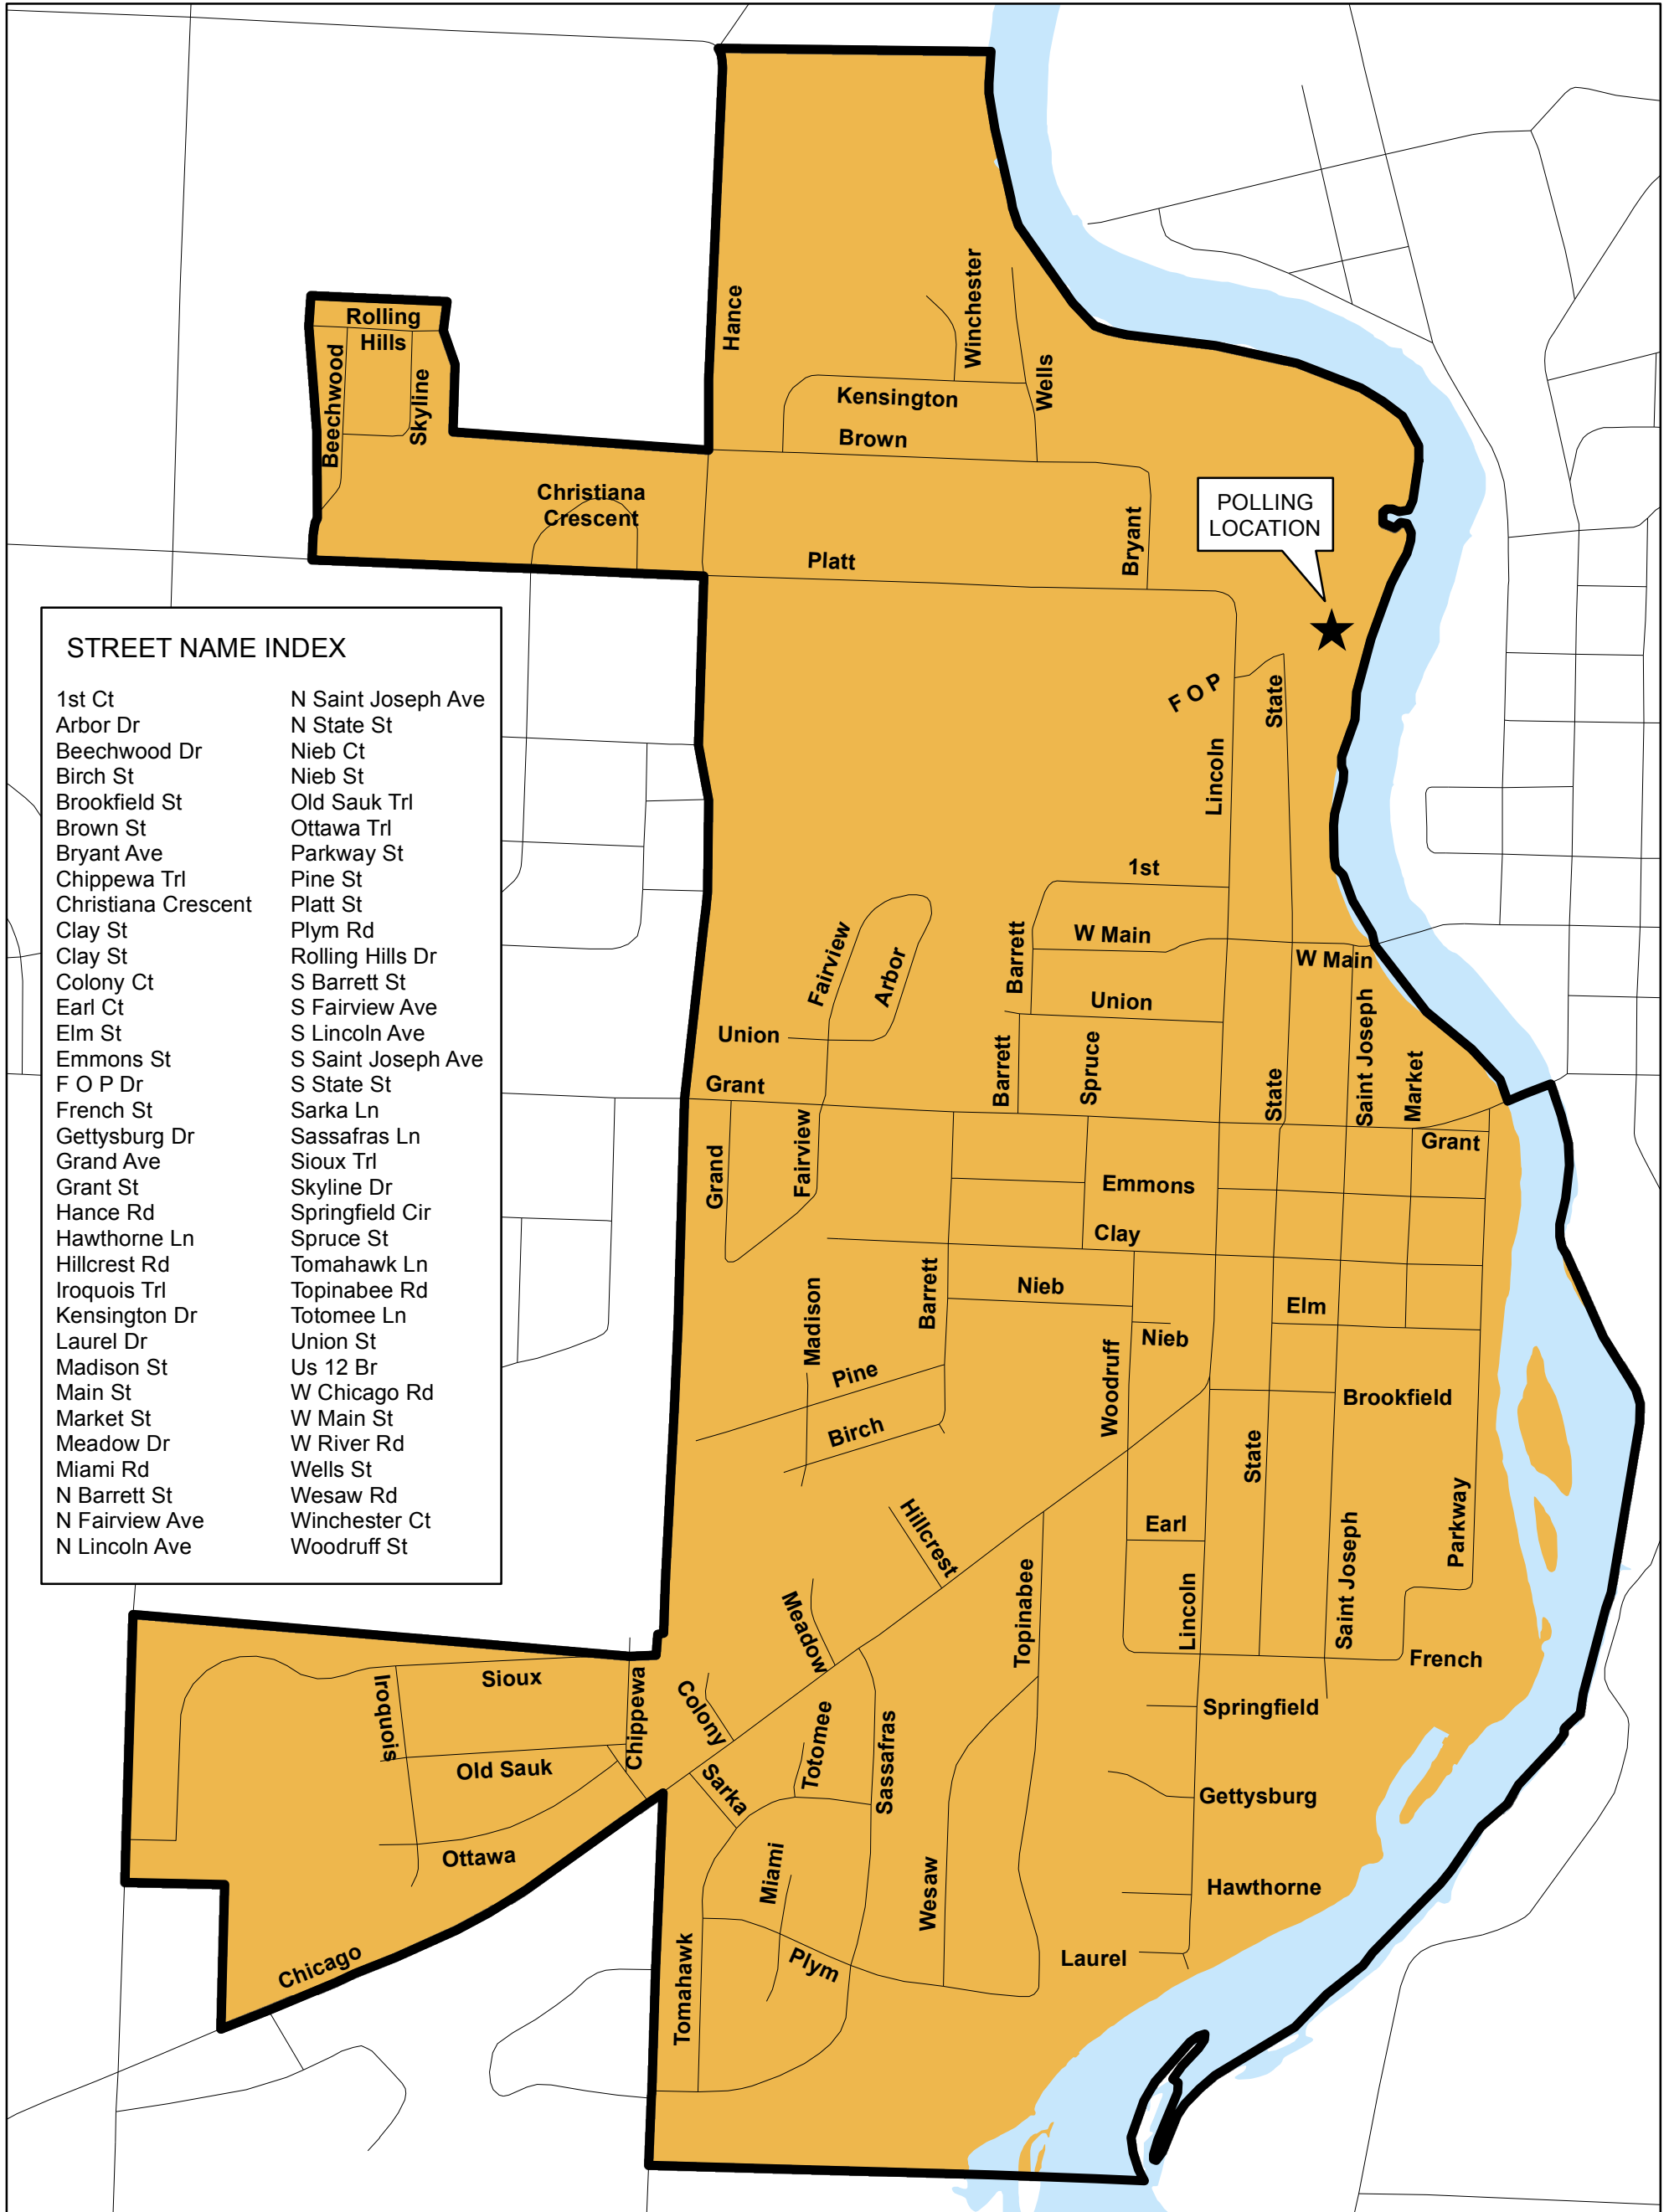 Rolling
Hills
Beechwood
Skyline
Hance
Winchester
Wells
Kensington
Brown
Christiana
Crescent
Platt
Bryant
POLLING
LOCATION
F O P
State
Lincoln
STREET NAME INDEX
1st Ct
Arbor Dr
Beechwood Dr
Birch St
Brookfield St
Brown St
Bryant Ave
Chippewa Trl
Christiana Crescent
Clay St
Clay St
Colony Ct
Earl Ct
Elm St
Emmons St
F O P Dr
French St
Gettysburg Dr
Grand Ave
Grant St
Hance Rd
Hawthorne Ln
Hillcrest Rd
Iroquois Trl
Kensington Dr
Laurel Dr
Madison St
Main St
Market St
Meadow Dr
Miami Rd
N Barrett St
N Fairview Ave
N Lincoln Ave
N Saint Joseph Ave
N State St
Nieb Ct
Nieb St
Old Sauk Trl
Ottawa Trl
Parkway St
Pine St
Platt St
Plym Rd
Rolling Hills Dr
S Barrett St
S Fairview Ave
S Lincoln Ave
S Saint Joseph Ave
S State St
Sarka Ln
Sassafras Ln
Sioux Trl
Skyline Dr
Springfield Cir
Spruce St
Tomahawk Ln
Topinabee Rd
Totomee Ln
Union St
Us 12 Br
W Chicago Rd
W Main St
W River Rd
Wells St
Wesaw Rd
Winchester Ct
Woodruff St
1st
W Main
W Main
Barrett
Fairview
Arbor
Union
Union
Barrett
Spruce
State
Saint Joseph
Market
Grant
Grant
Grand
Fairview
Emmons
Clay
Nieb
Elm
Nieb
Madison
Barrett
Woodruff
Pine
Birch
Brookfield
State
Parkway
Hillcrest
Earl
Saint Joseph
Topinabee
Lincoln
Meadow
French
Sioux
Iroquois
Chippewa
Colony
Springfield
Totomee
Sassafras
Old Sauk
Sarka
Gettysburg
Ottawa
Miami
Wesaw
Hawthorne
Chicago
Tomahawk
Plym
Laurel